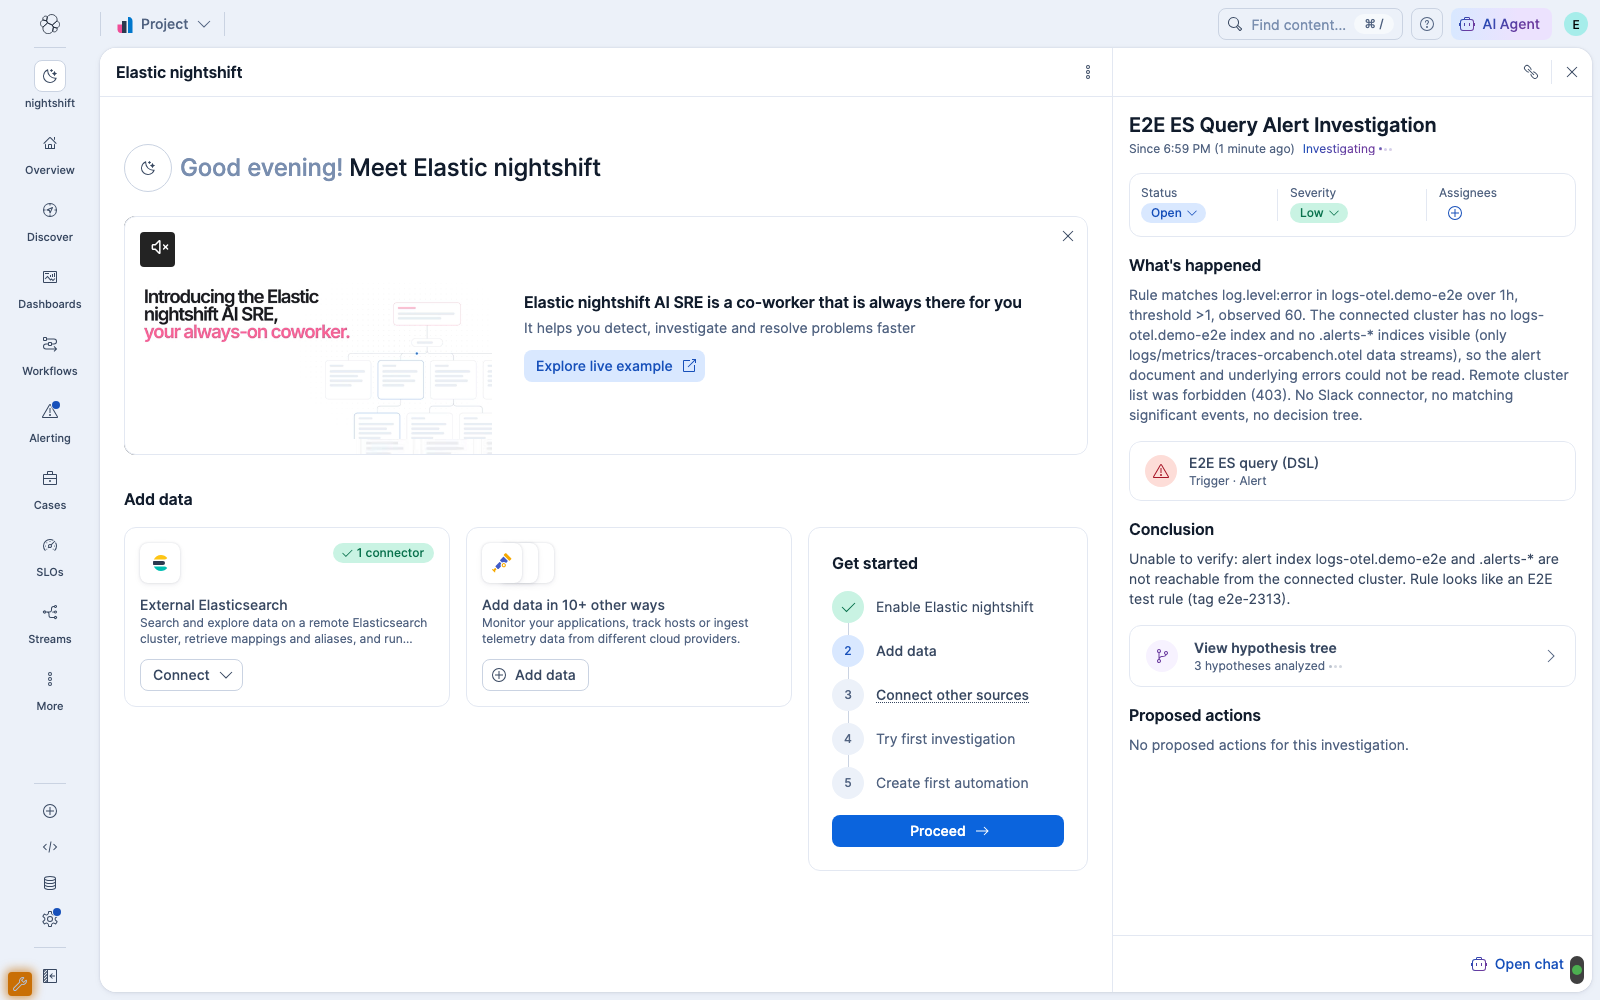 Project
Find content...
⌘ /
AI Agent
E
nightshift
Overview
Discover
Dashboards
Workflows
Alerting
Cases
SLOs
Streams
More
Elastic nightshift
Good evening! Meet Elastic nightshift
Introducing the Elastic
nightshift AI SRE,
your always-on coworker.
Elastic nightshift AI SRE is a co-worker that is always there for you
It helps you detect, investigate and resolve problems faster
Explore live example
Add data
1 connector
External Elasticsearch
Search and explore data on a remote Elasticsearch
cluster, retrieve mappings and aliases, and run...
Connect
Add data in 10+ other ways
Monitor your applications, track hosts or ingest
telemetry data from different cloud providers.
Add data
Get started
Enable Elastic nightshift
2 Add data
3 Connect other sources
4 Try first investigation
5 Create first automation
Proceed
E2E ES Query Alert Investigation
Since 6:59 PM (1 minute ago) Investigating
Status
Open
Severity
Low
Assignees
What's happened
Rule matches log.level:error in logs-otel.demo-e2e over 1h,
threshold >1, observed 60. The connected cluster has no logs-
otel.demo-e2e index and no .alerts-* indices visible (only
logs/metrics/traces-orcabench.otel data streams), so the alert
document and underlying errors could not be read. Remote cluster
list was forbidden (403). No Slack connector, no matching
significant events, no decision tree.
E2E ES query (DSL)
Trigger · Alert
Conclusion
Unable to verify: alert index logs-otel.demo-e2e and .alerts-* are
not reachable from the connected cluster. Rule looks like an E2E
test rule (tag e2e-2313).
View hypothesis tree
3 hypotheses analyzed
Proposed actions
No proposed actions for this investigation.
Open chat